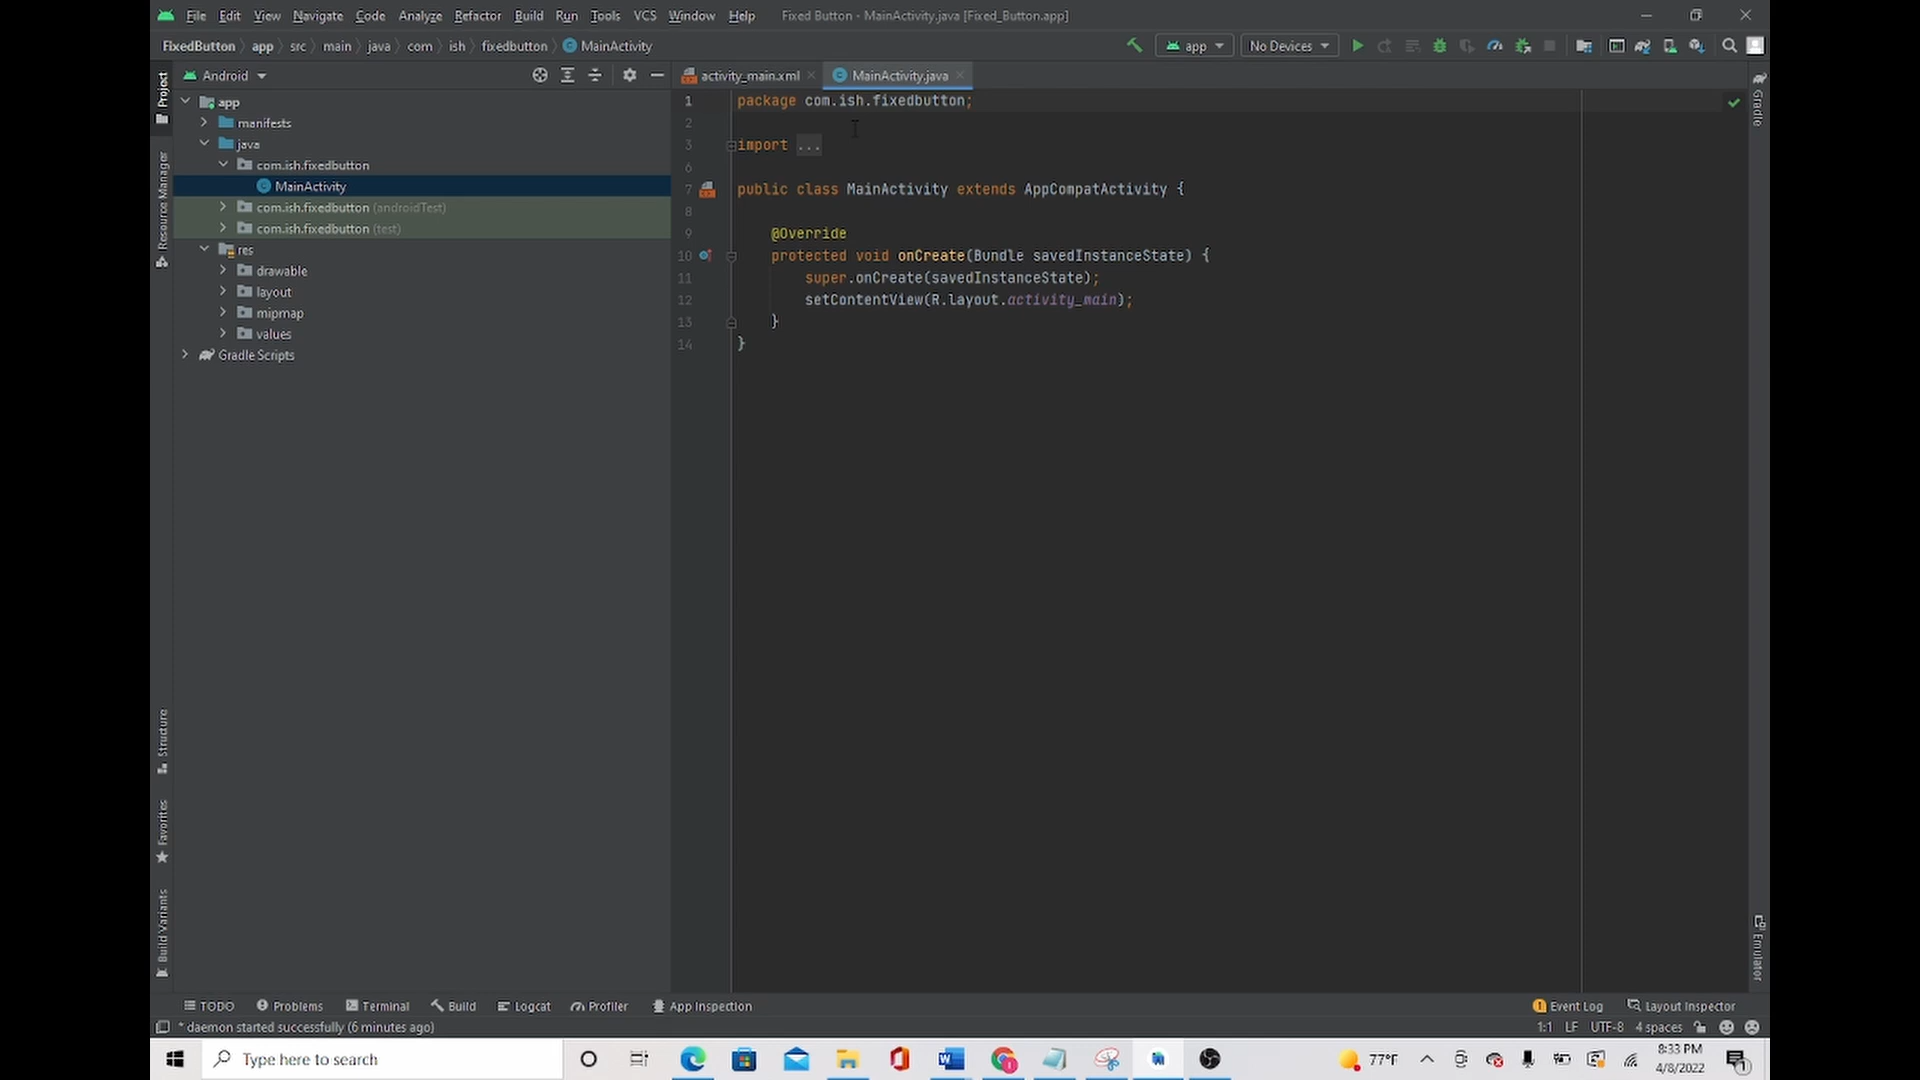 File Edit View Navigate Code Analyze Refactor Build Run Tools VCS Window Help Fixed Button - MainActivity.java [Fixed_Button.app]
FixedButton app src main java com ish fixedbutton MainActivity app No Devices
Project
Android
activity_main.xml MainActivity.java
app
manifests
java
com.ish.fixedbutton
MainActivity
com.ish.fixedbutton (androidTest)
com.ish.fixedbutton (test)
res
drawable
layout
mipmap
values
Gradle Scripts
1 package com.ish.fixedbutton;
2
3 import ...
6
7 public class MainActivity extends AppCompatActivity {
8
9 @Override
10 protected void onCreate(Bundle savedInstanceState) {
11 super.onCreate(savedInstanceState);
12 setContentView(R.layout.activity_main);
13 }
14 }
Resource Manager
Structure
Favorites
Build Variants
Gradle
Emulator
TODO Problems Terminal Build Logcat Profiler App Inspection Event Log Layout Inspector
* daemon started successfully (6 minutes ago) 1:1 LF UTF-8 4 spaces
Type here to search 77°F 8:33 PM
4/8/2022